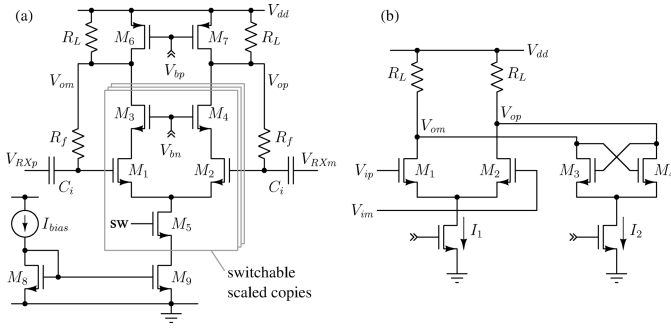 (a)
V_dd
R_L
M_6
M_7
R_L
V_bp
V_om
V_op
M_3
M_4
R_f
V_bn
R_f
V_RXp
M_1
M_2
V_RXm
C_i
C_i
sw
M_5
I_bias
M_8
M_9
switchable
scaled copies
(b)
V_dd
R_L
R_L
V_op
V_om
V_ip
M_1
M_2
M_3
V_im
I_1
I_2